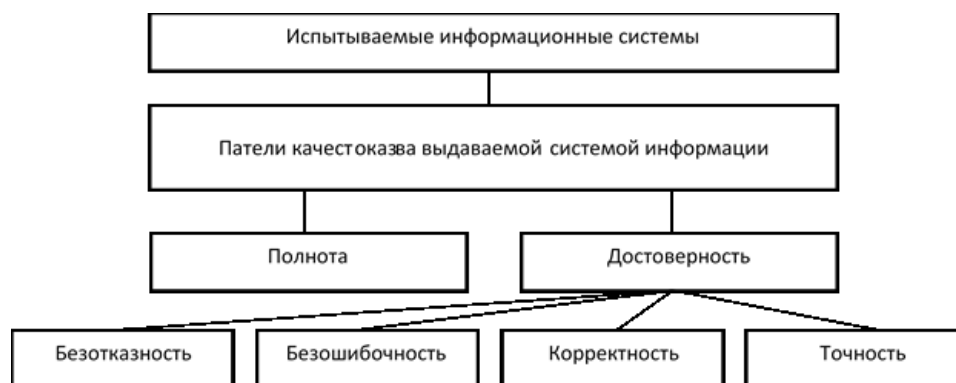 Испытываемые информационные системы
Патели качестоказва выдаваемой системой информации
Полнота
Достоверность
Безотказность
Безошибочность
Корректность
Точность